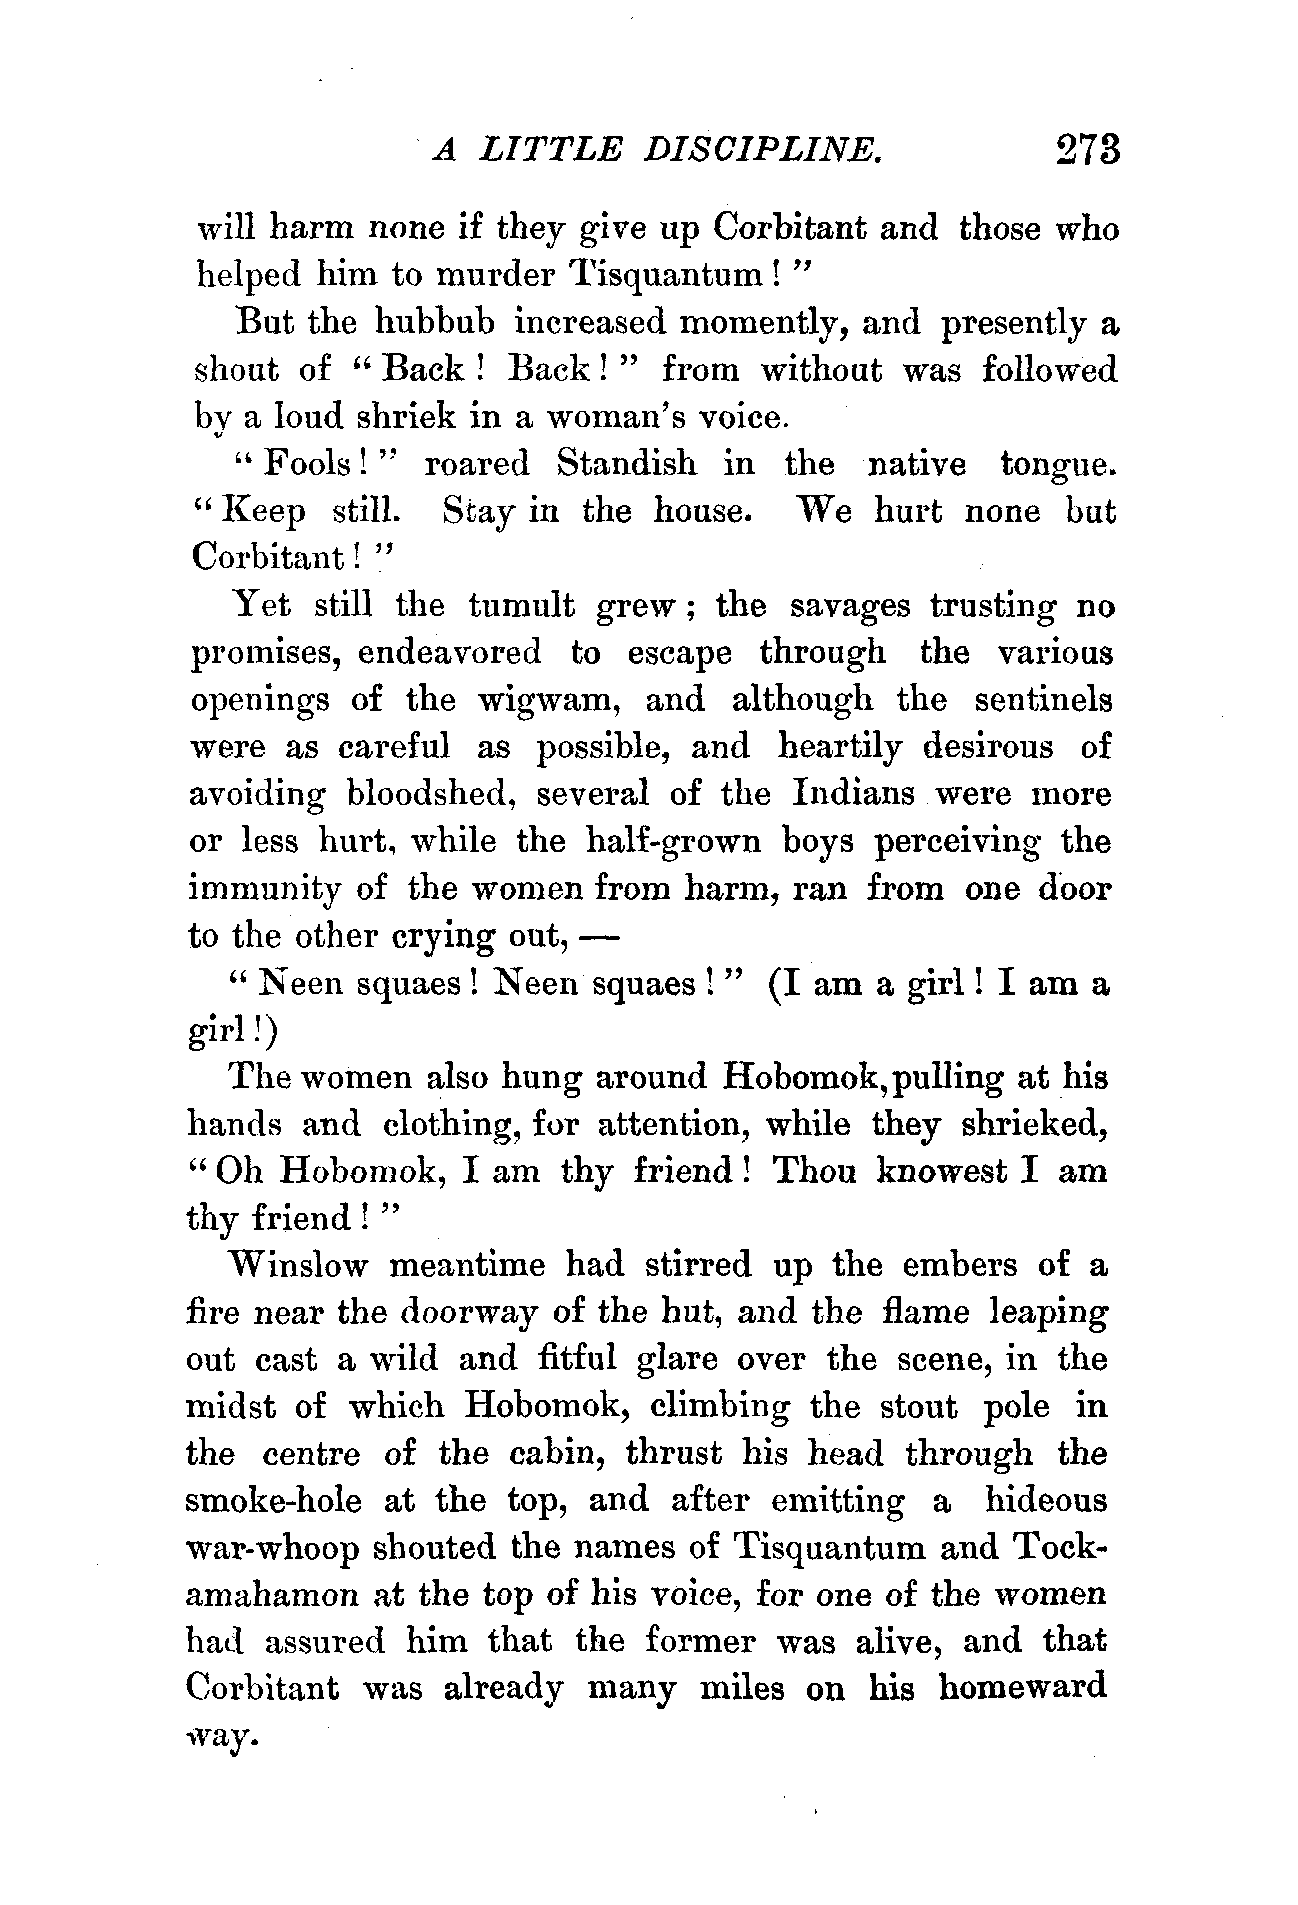 A LITTLE DISCIPLINE. 273
will harm none if they give up Corbitant and those who
helped him to murder Tisquantum ! "
But the hubbub increased momently, and presently a
shout of " Back ! Back ! " from without was followed
by a loud shriek in a woman's voice.
" Fools ! " roared Standish in the native tongue.
" Keep still. Stay in the house. We hurt none but
Corbitant ! "
Yet still the tumult grew ; the savages trusting no
promises, endeavored to escape through the various
openings of the wigwam, and although the sentinels
were as careful as possible, and heartily desirous of
avoiding bloodshed, several of the Indians were more
or less hurt, while the half-grown boys perceiving the
immunity of the women from harm, ran from one door
to the other crying out, —
" Neen squaes ! Neen squaes ! " (I am a girl ! I am a
girl !)
The women also hung around Hobomok, pulling at his
hands and clothing, for attention, while they shrieked,
" Oh Hobomok, I am thy friend ! Thou knowest I am
thy friend ! "
Winslow meantime had stirred up the embers of a
fire near the doorway of the hut, and the flame leaping
out cast a wild and fitful glare over the scene, in the
midst of which Hobomok, climbing the stout pole in
the centre of the cabin, thrust his head through the
smoke-hole at the top, and after emitting a hideous
war-whoop shouted the names of Tisquantum and Tock-
amahamon at the top of his voice, for one of the women
had assured him that the former was alive, and that
Corbitant was already many miles on his homeward
way.